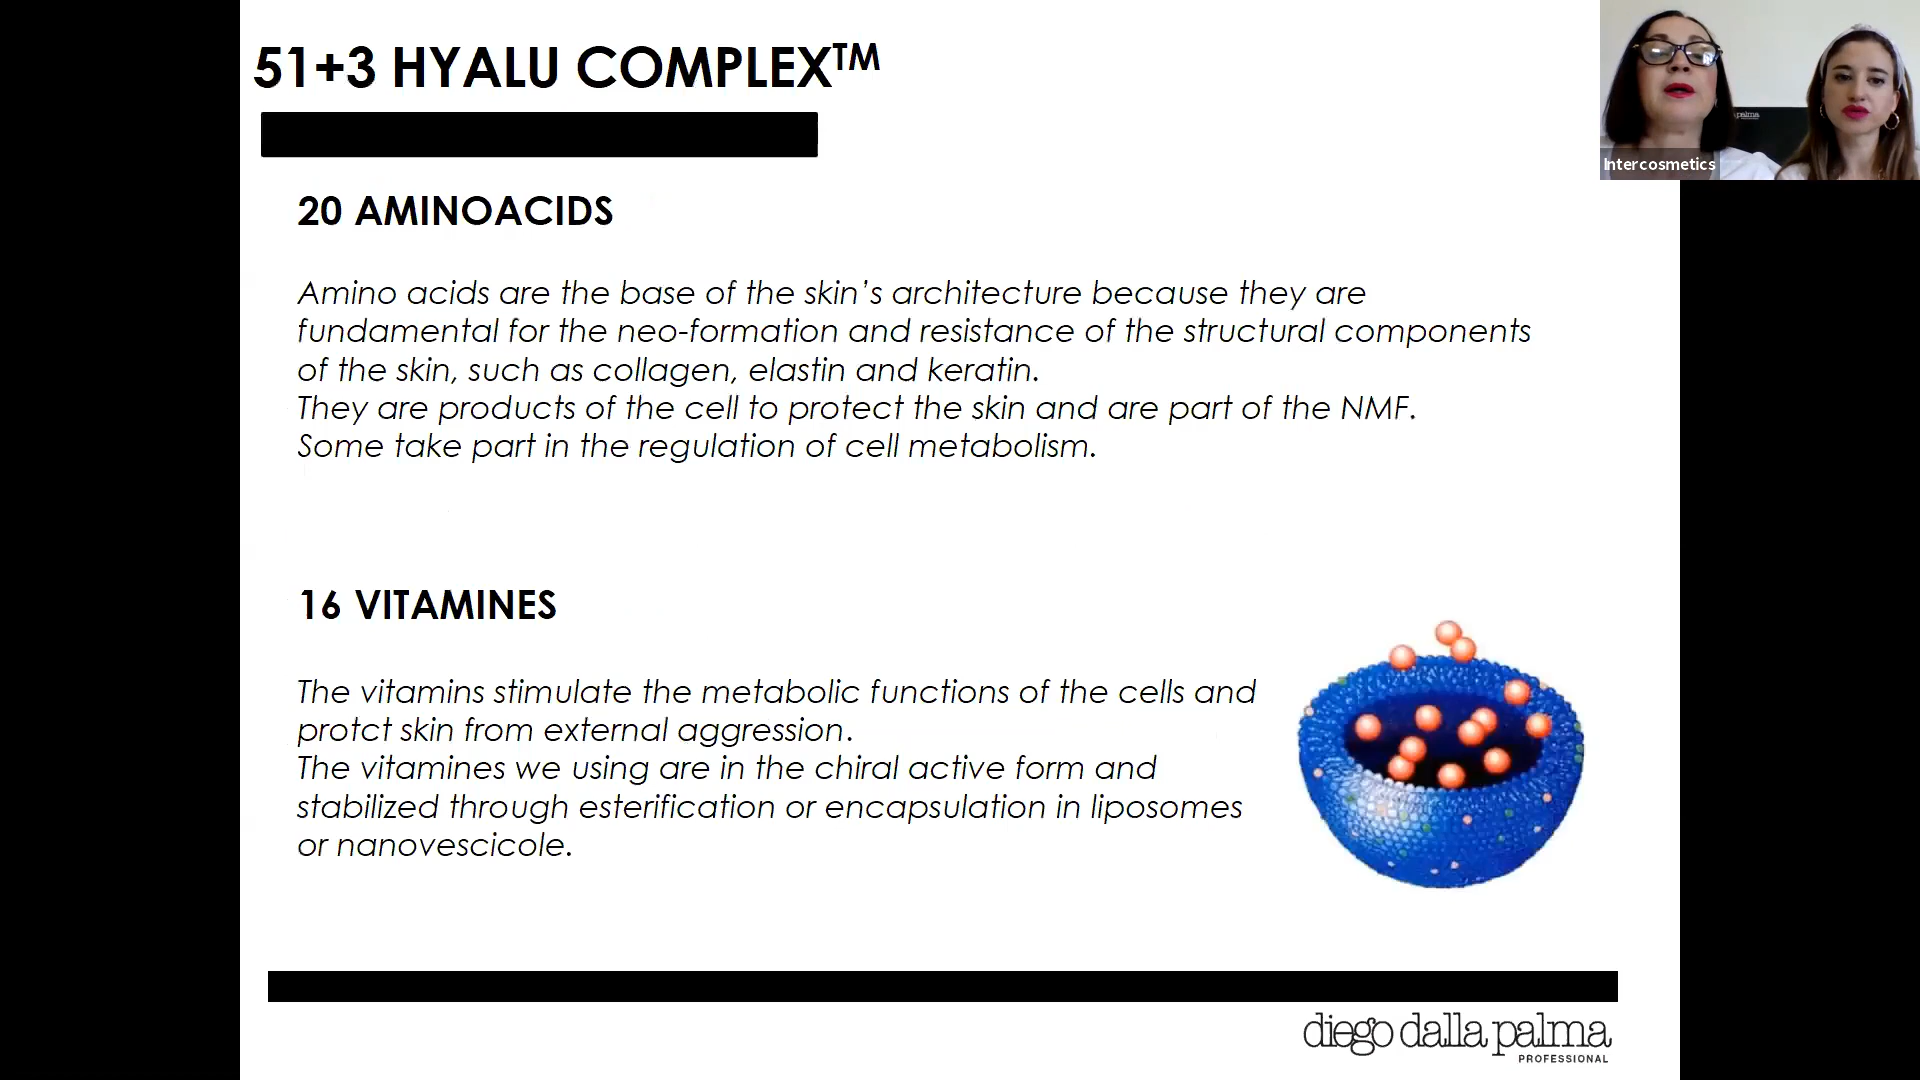 51+3 HYALU COMPLEX™
20 AMINOACIDS
Amino acids are the base of the skin’s architecture because they are
fundamental for the neo-formation and resistance of the structural components
of the skin, such as collagen, elastin and keratin.
They are products of the cell to protect the skin and are part of the NMF.
Some take part in the regulation of cell metabolism.
16 VITAMINES
The vitamins stimulate the metabolic functions of the cells and
protct skin from external aggression.
The vitamines we using are in the chiral active form and
stabilized through esterification or encapsulation in liposomes
or nanovescicole.
diego dalla palma
PROFESSIONAL
palma
Intercosmetics